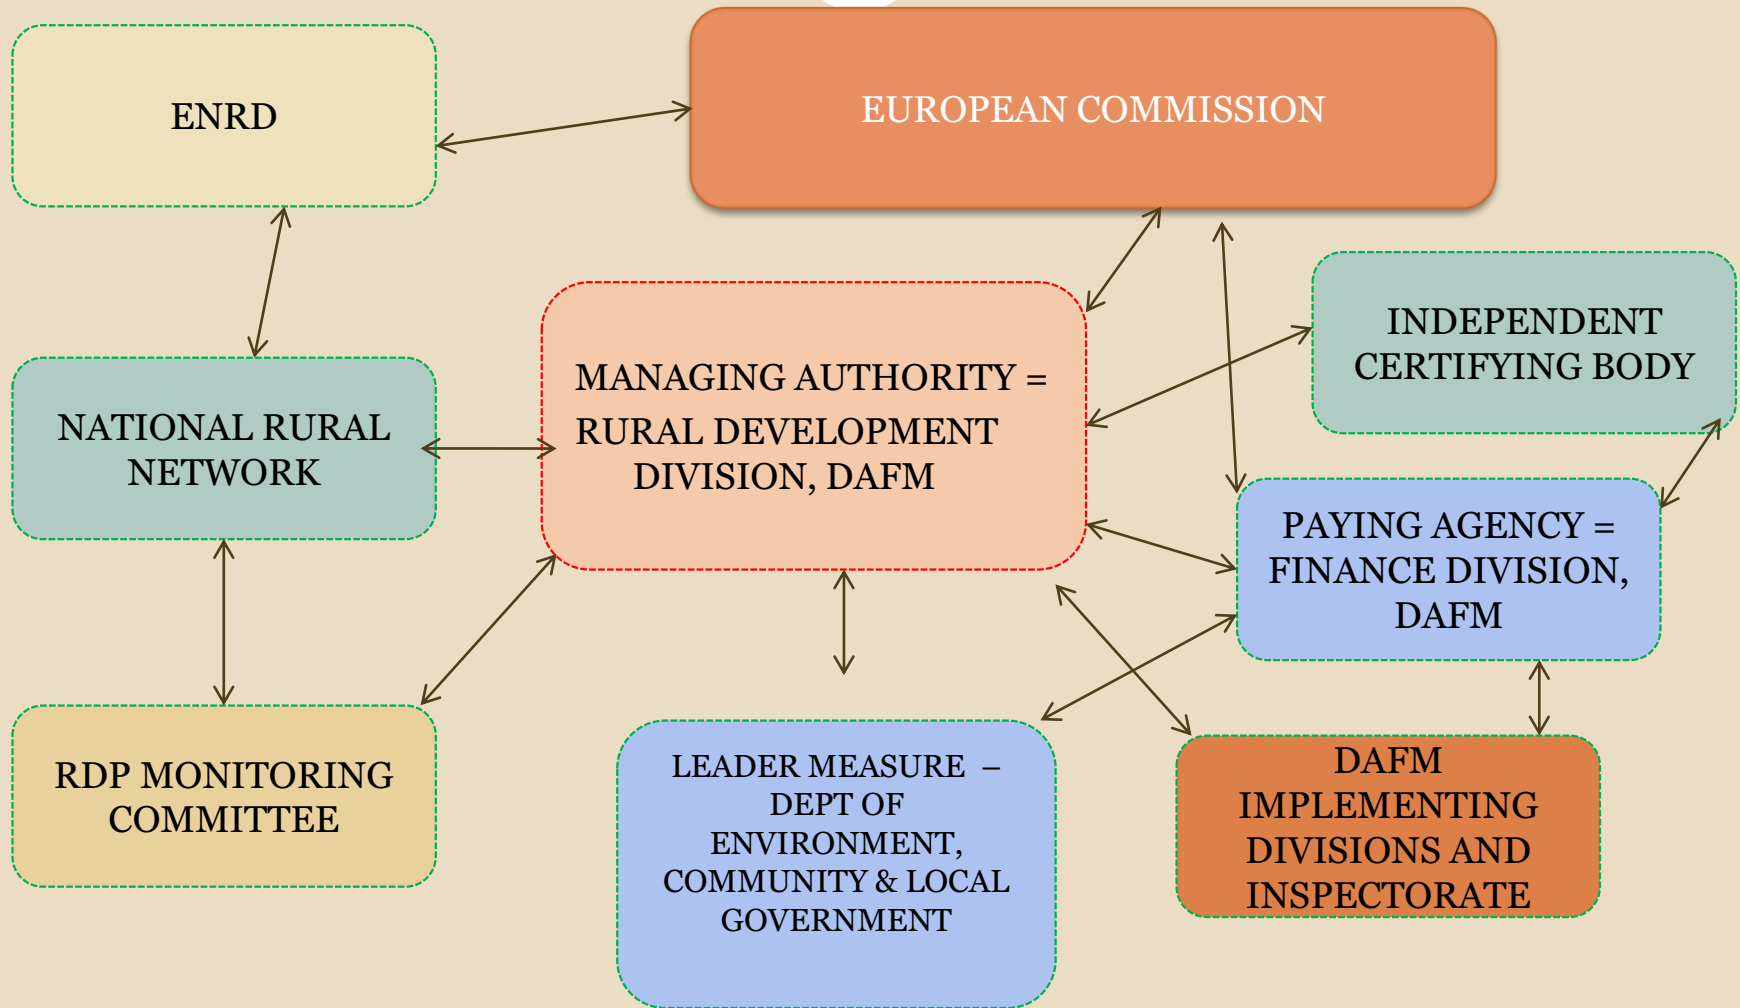 ENRD
EUROPEAN COMMISSION
INDEPENDENT
CERTIFYING BODY
MANAGING AUTHORITY =
RURAL DEVELOPMENT
DIVISION, DAFM
NATIONAL RURAL
NETWORK
PAYING AGENCY =
FINANCE DIVISION,
DAFM
RDP MONITORING
COMMITTEE
LEADER MEASURE –
DEPT OF
ENVIRONMENT,
COMMUNITY & LOCAL
GOVERNMENT
DAFM
IMPLEMENTING
DIVISIONS AND
INSPECTORATE